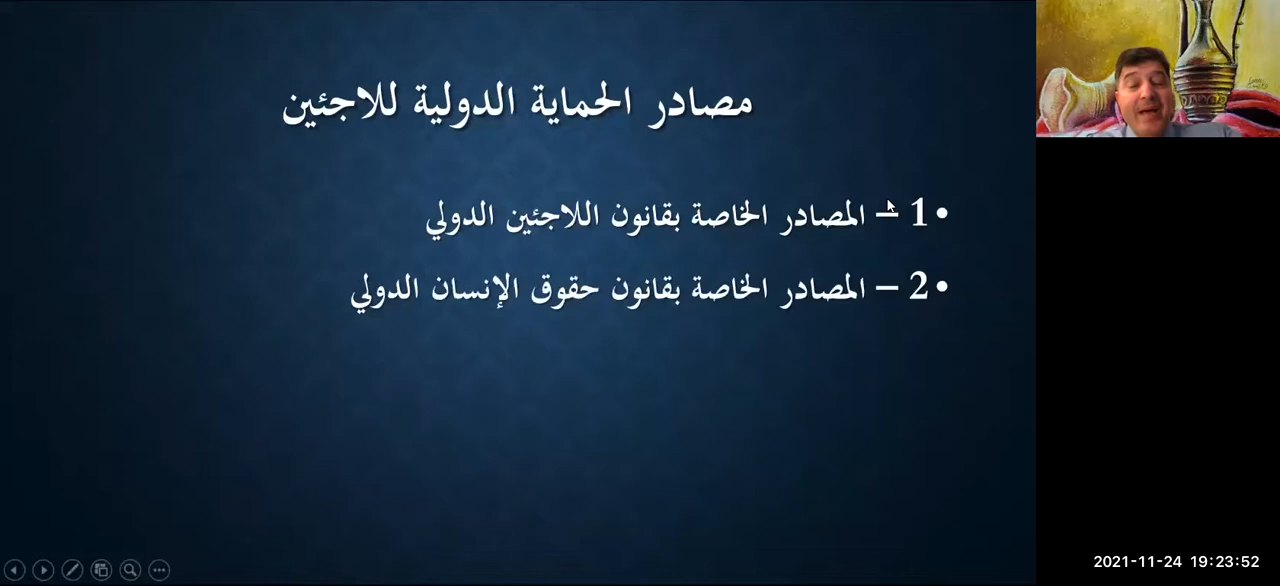 مصادر الحماية الدولية للاجئين
• 1 – المصادر الخاصة بقانون اللاجئين الدولي
• 2 – المصادر الخاصة بقانون حقوق الإنسان الدولي
2021-11-24 19:23:52